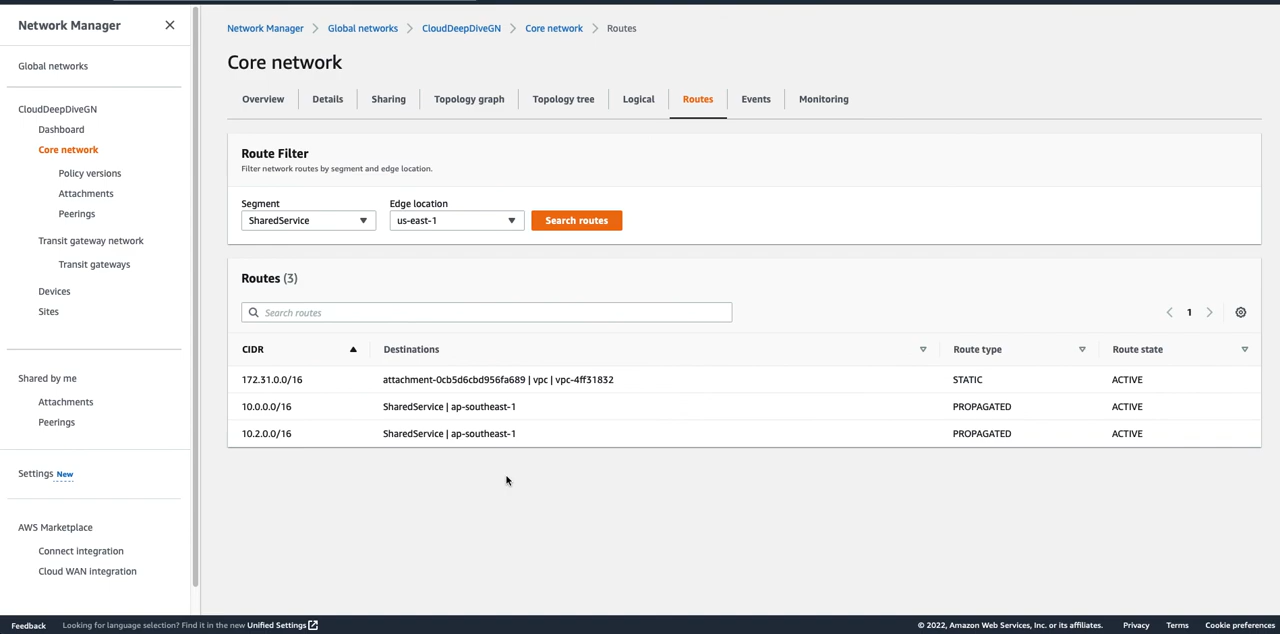 Network Manager
Global networks
CloudDeepDiveGN
Dashboard
Core network
Policy versions
Attachments
Peerings
Transit gateway network
Transit gateways
Devices
Sites
Shared by me
Attachments
Peerings
Settings New
AWS Marketplace
Connect integration
Cloud WAN integration
Network Manager Global networks CloudDeepDiveGN Core network Routes
Core network
Overview Details Sharing Topology graph Topology tree Logical Routes Events Monitoring
Route Filter
Filter network routes by segment and edge location.
Segment Edge location
SharedService us-east-1 Search routes
Routes (3)
Search routes 1
CIDR Destinations Route type Route state
172.31.0.0/16 attachment-0cb5d6cbd956fa689 | vpc | vpc-4ff31832 STATIC ACTIVE
10.0.0.0/16 SharedService | ap-southeast-1 PROPAGATED ACTIVE
10.2.0.0/16 SharedService | ap-southeast-1 PROPAGATED ACTIVE
Feedback Looking for language selection? Find it in the new Unified Settings © 2022, Amazon Web Services, Inc. or its affiliates. Privacy Terms Cookie preferences